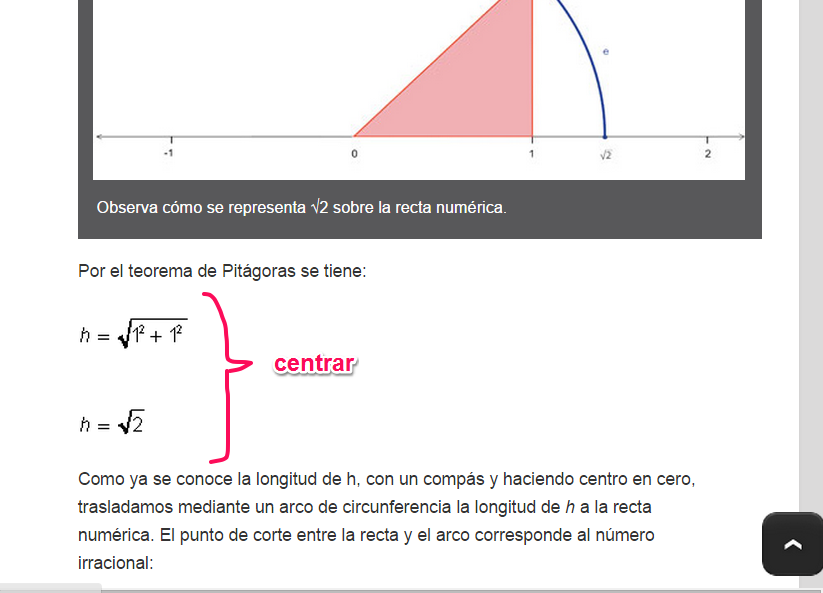 e
-1 0 1 √2 2
Observa cómo se representa √2 sobre la recta numérica.
Por el teorema de Pitágoras se tiene:
h = √1² + 1²
centrar
h = √2
Como ya se conoce la longitud de h, con un compás y haciendo centro en cero,
trasladamos mediante un arco de circunferencia la longitud de h a la recta
numérica. El punto de corte entre la recta y el arco corresponde al número
irracional: